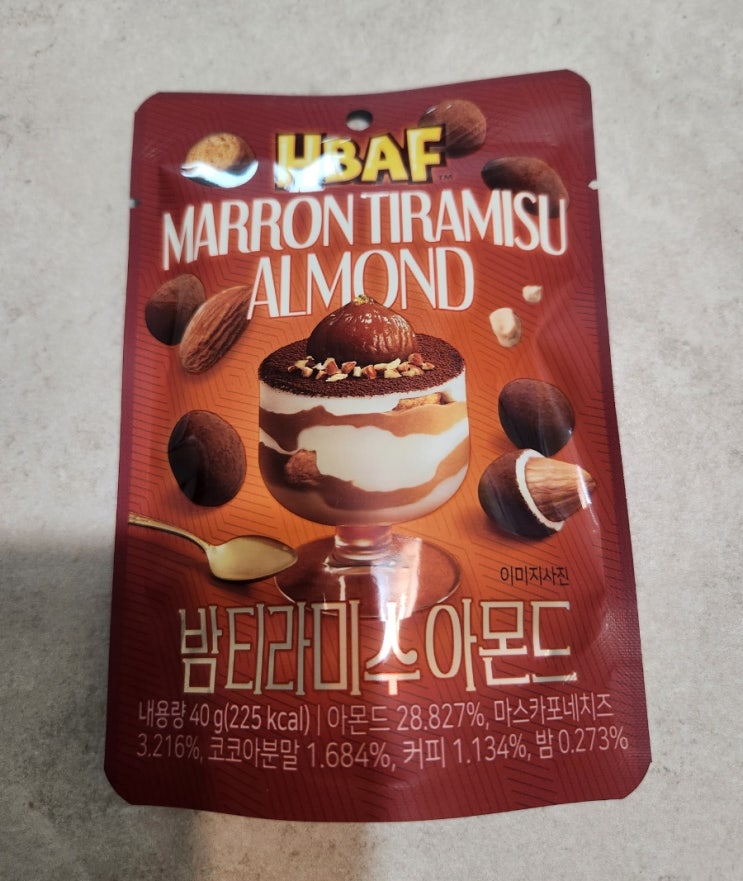 HBAF™
MARRON TIRAMISU
ALMOND
이미지사진
밤티라미수아몬드
내용량 40 g(225 kcal) | 아몬드 28.827%, 마스카포네치즈
3.216%, 코코아분말 1.684%, 커피 1.134%, 밤 0.273%